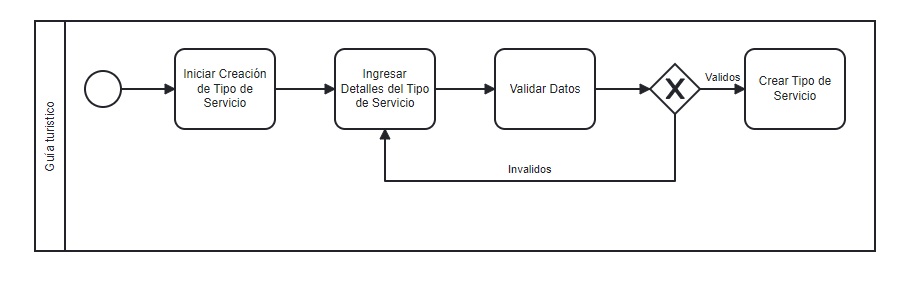 Guía turistico
Iniciar Creación
de Tipo de
Servicio
Ingresar
Detalles del Tipo
de Servicio
Validar Datos
X
Validos
Crear Tipo de
Servicio
Invalidos